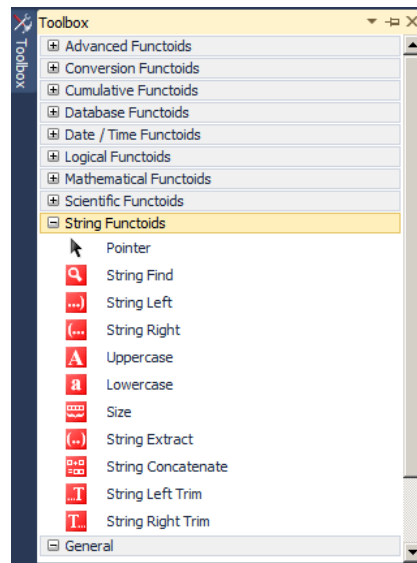 Toolbox
Toolbox
Advanced Functoids
Conversion Functoids
Cumulative Functoids
Database Functoids
Date / Time Functoids
Logical Functoids
Mathematical Functoids
Scientific Functoids
String Functoids
Pointer
String Find
...) String Left
(... String Right
A Uppercase
a Lowercase
Size
(..) String Extract
String Concatenate
...T String Left Trim
T... String Right Trim
General